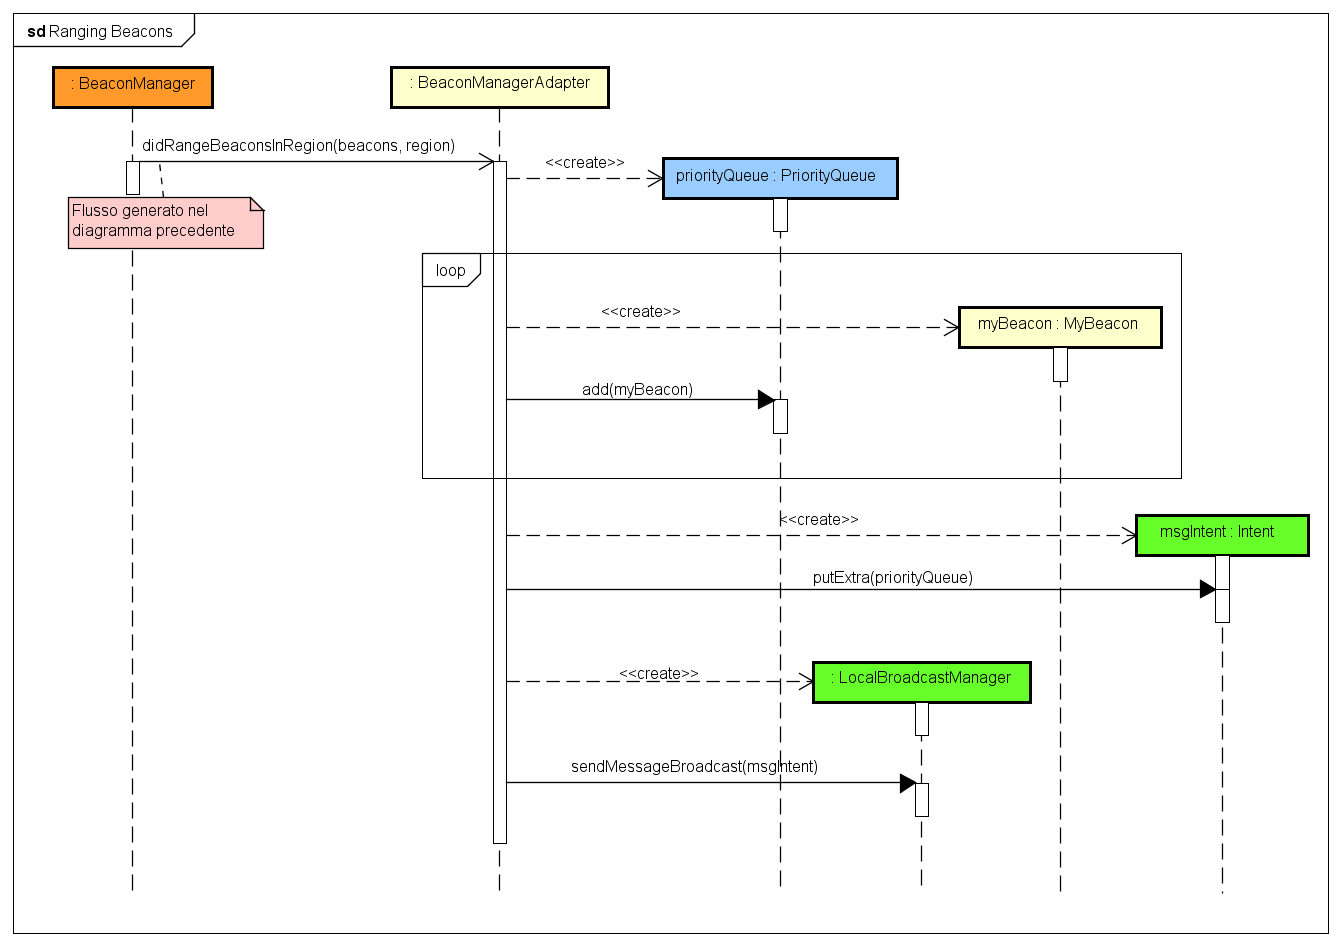 sd Ranging Beacons
: BeaconManager
: BeaconManagerAdapter
didRangeBeaconsInRegion(beacons, region)
<<create>>
priorityQueue : PriorityQueue
Flusso generato nel
diagramma precedente
loop
<<create>>
myBeacon : MyBeacon
add(myBeacon)
<<create>>
msgIntent : Intent
putExtra(priorityQueue)
<<create>>
: LocalBroadcastManager
sendMessageBroadcast(msgIntent)